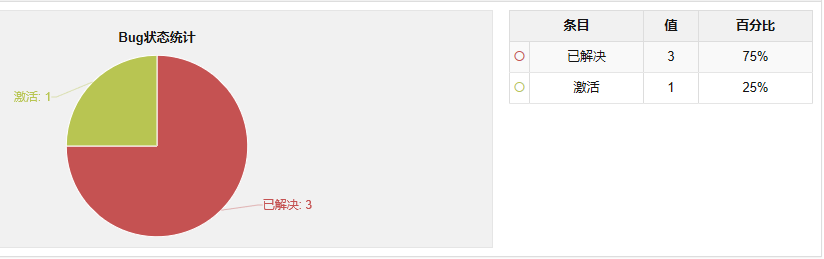 Bug状态统计
激活: 1
已解决: 3
条目 值 百分比
已解决 3 75%
激活 1 25%